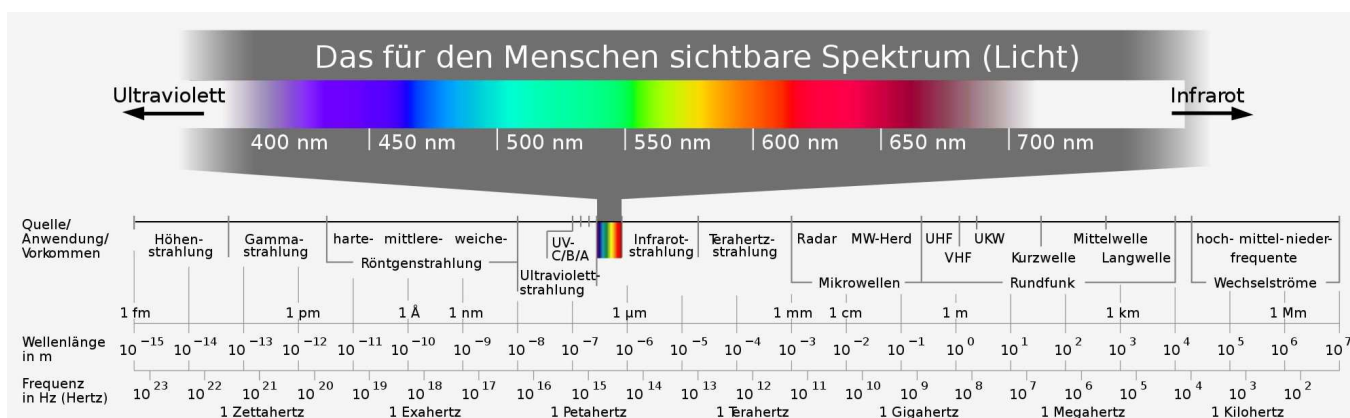 Das für den Menschen sichtbare Spektrum (Licht)
Ultraviolett
Infrarot
400 nm 450 nm 500 nm 550 nm 600 nm 650 nm 700 nm
Quelle/
Anwendung/
Vorkommen
Höhen-
strahlung
Gamma-
strahlung
harte- mittlere- weiche-
Röntgenstrahlung
UV-
C/B/A
Ultraviolett-
strahlung
Infrarot-
strahlung
Terahertz-
strahlung
Radar MW-Herd
Mikrowellen
UHF UKW Mittelwelle
VHF Kurzwelle Langwelle
Rundfunk
hoch- mittel- nieder-
frequente
Wechselströme
1 fm 1 pm 1 Å 1 nm 1 µm 1 mm 1 cm 1 m 1 km 1 Mm
Wellenlänge
in m
10⁻¹⁵ 10⁻¹⁴ 10⁻¹³ 10⁻¹² 10⁻¹¹ 10⁻¹⁰ 10⁻⁹ 10⁻⁸ 10⁻⁷ 10⁻⁶ 10⁻⁵ 10⁻⁴ 10⁻³ 10⁻² 10⁻¹ 10⁰ 10¹ 10² 10³ 10⁴ 10⁵ 10⁶ 10⁷
Frequenz
in Hz (Hertz)
10²³ 10²² 10²¹ 10²⁰ 10¹⁹ 10¹⁸ 10¹⁷ 10¹⁶ 10¹⁵ 10¹⁴ 10¹³ 10¹² 10¹¹ 10¹⁰ 10⁹ 10⁸ 10⁷ 10⁶ 10⁵ 10⁴ 10³ 10²
1 Zettahertz 1 Exahertz 1 Petahertz 1 Terahertz 1 Gigahertz 1 Megahertz 1 Kilohertz